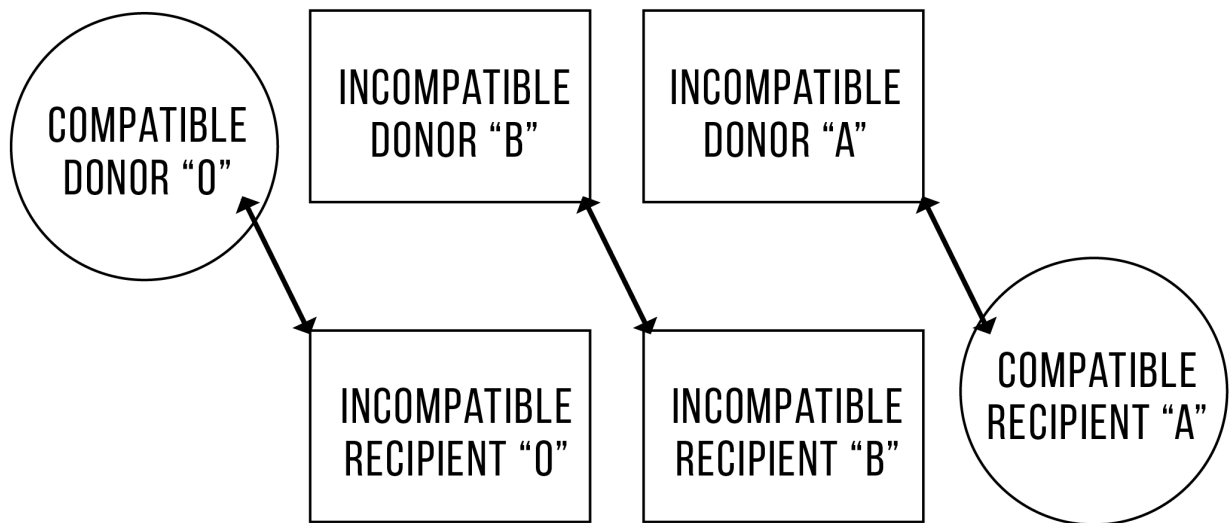 COMPATIBLE
DONOR “O”
INCOMPATIBLE
DONOR “B”
INCOMPATIBLE
DONOR “A”
INCOMPATIBLE
RECIPIENT “O”
INCOMPATIBLE
RECIPIENT “B”
COMPATIBLE
RECIPIENT “A”